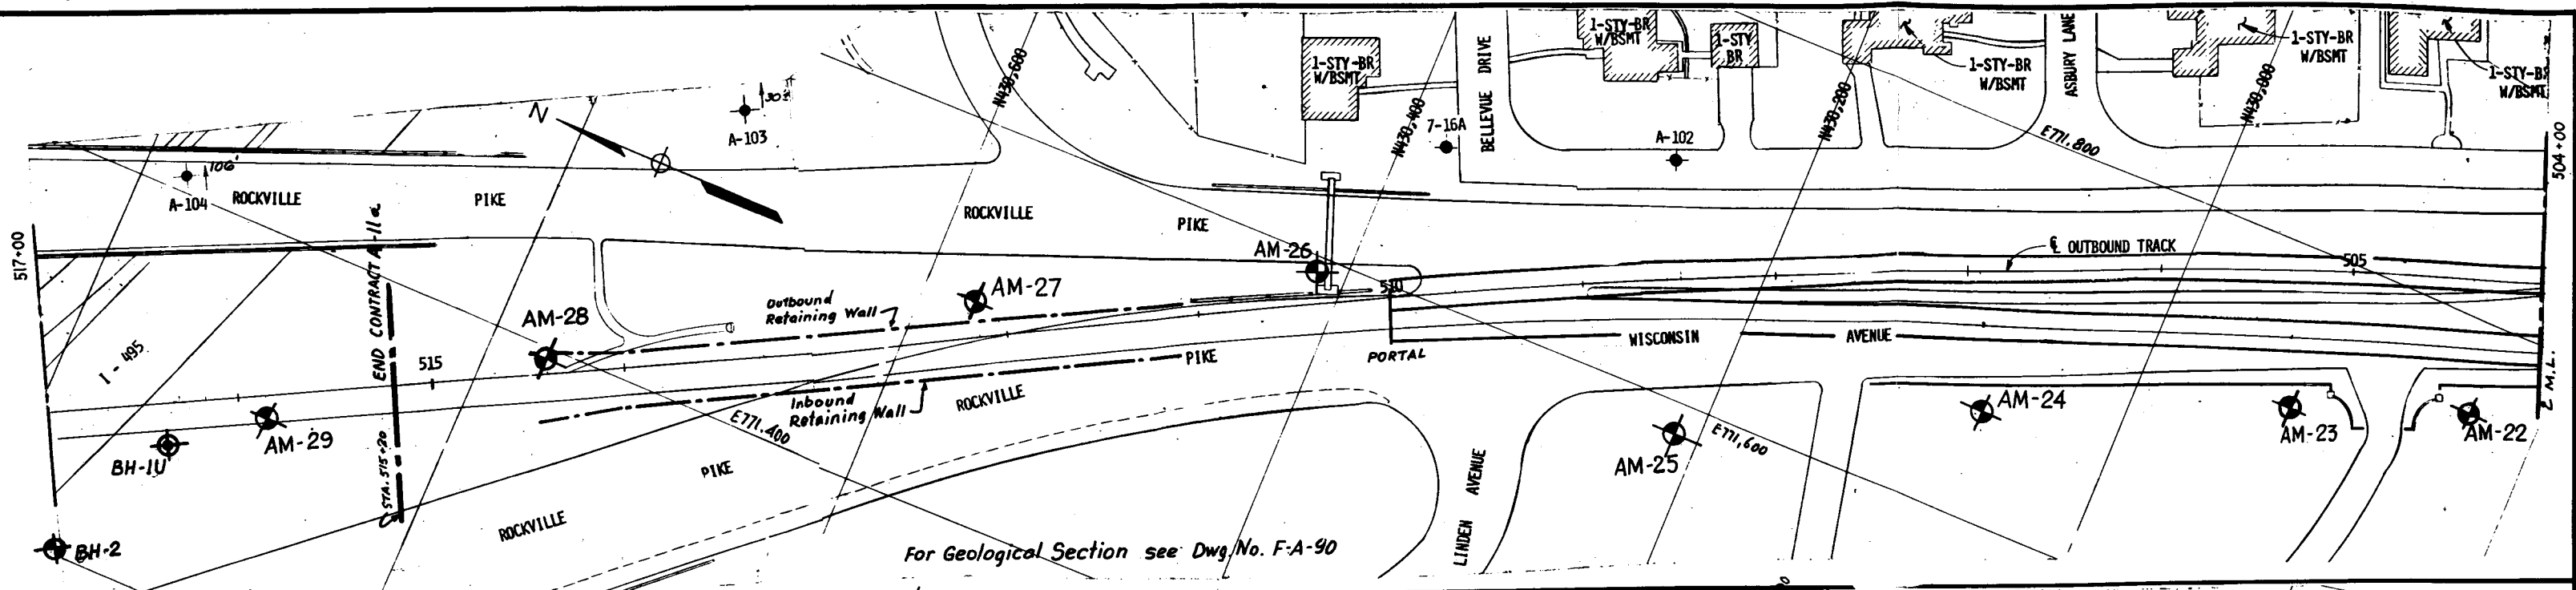 1-STY-BR
W/BSMT
1-STY-BR
W/BSMT
1-STY
BR
1-STY-BR
W/BSMT
1-STY-BR
W/BSMT
1-STY-BR
W/BSMT
BELLEVUE DRIVE
ASBURY LANE
N430,600
N430,400
N430,200
N430,000
E771,800
504+00
N
30±
A-103
7-16A
A-102
106'
A-104
ROCKVILLE
PIKE
ROCKVILLE
PIKE
517+00
END CONTRACT A-11a
AM-26
℄ OUTBOUND TRACK
505
510
AM-27
Outbound
Retaining Wall
AM-28
WISCONSIN
AVENUE
PORTAL
PIKE
I-495
515
Inbound
Retaining Wall
ROCKVILLE
E771,400
AM-29
BH-1U
STA. 515+20
PIKE
ROCKVILLE
BH-2
AM-25
E771,600
AM-24
AM-23
AM-22
M.L.
LINDEN AVENUE
For Geological Section see Dwg. No. F-A-90